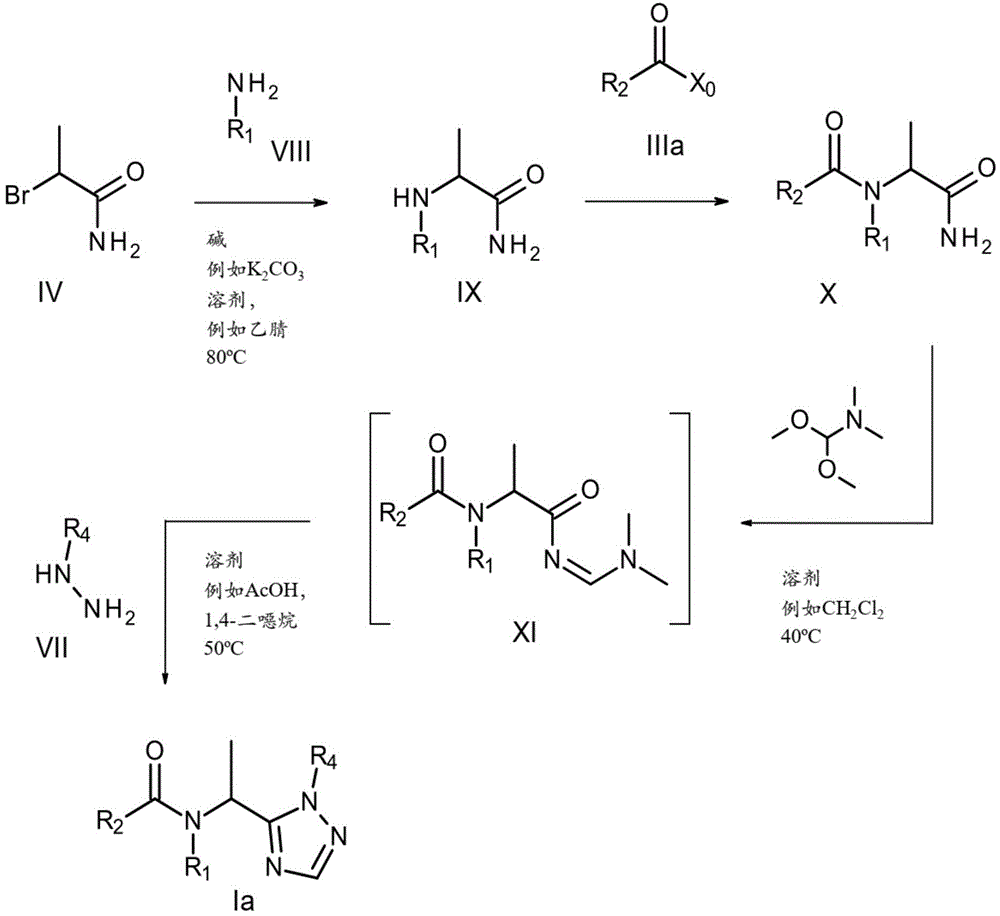 O
NH2
R1
VIII
R2
X0
IIIa
Br
O
NH2
IV
碱
例如K2CO3
溶剂，
例如乙腈
80ºC
HN
R1
O
NH2
IX
O
R2
N
R1
O
NH2
X
O
N
O
溶剂
例如CH2Cl2
40ºC
O
R2
N
R1
O
N
N
XI
R4
HN
NH2
VII
溶剂
例如AcOH，
1,4-二噁烷
50ºC
O
R2
N
R1
R4
N
N
N
Ia